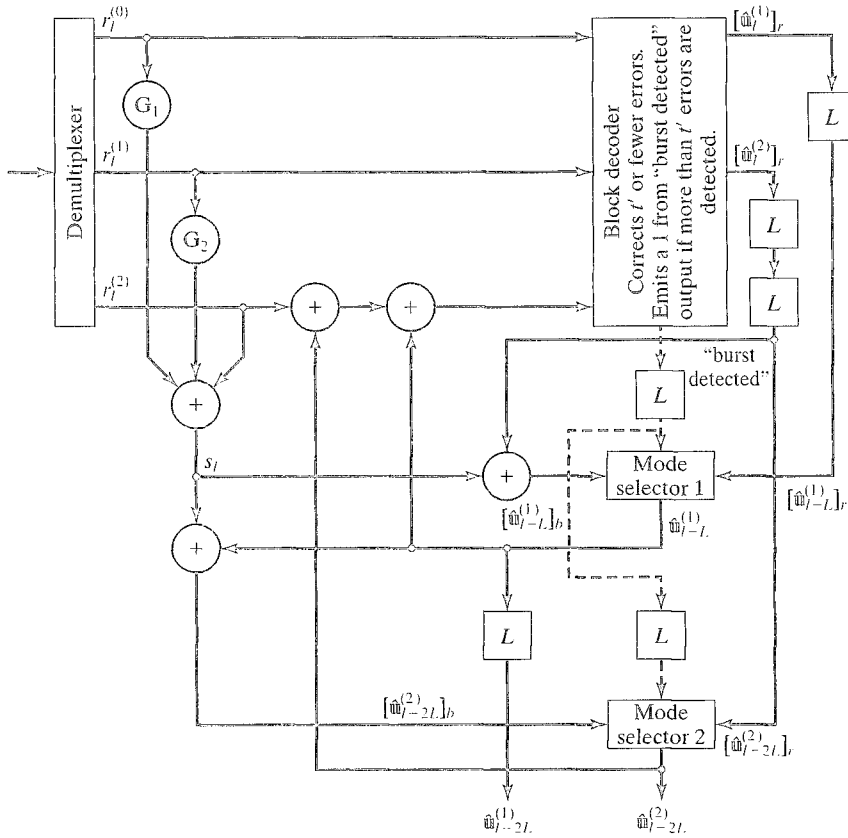 r_l^{(0)}
[û_l^{(1)}]_r
G₁
L
Demultiplexer
r_l^{(1)}
Block decoder
Corrects t′ or fewer errors.
Emits a 1 from “burst detected”
output if more than t′ errors are
detected.
[û_l^{(2)}]_r
G₂
L
L
r_l^{(2)}
+
+
“burst
detected”
+
L
s_l
+
Mode
selector 1
[û_{l-L}^{(1)}]_b
û_{l-L}^{(1)}
[û_{l-L}^{(1)}]_r
+
L
L
[û_{l-2L}^{(2)}]_b
Mode
selector 2
[û_{l-2L}^{(2)}]_r
û_{l-2L}^{(1)}
û_{l-2L}^{(2)}